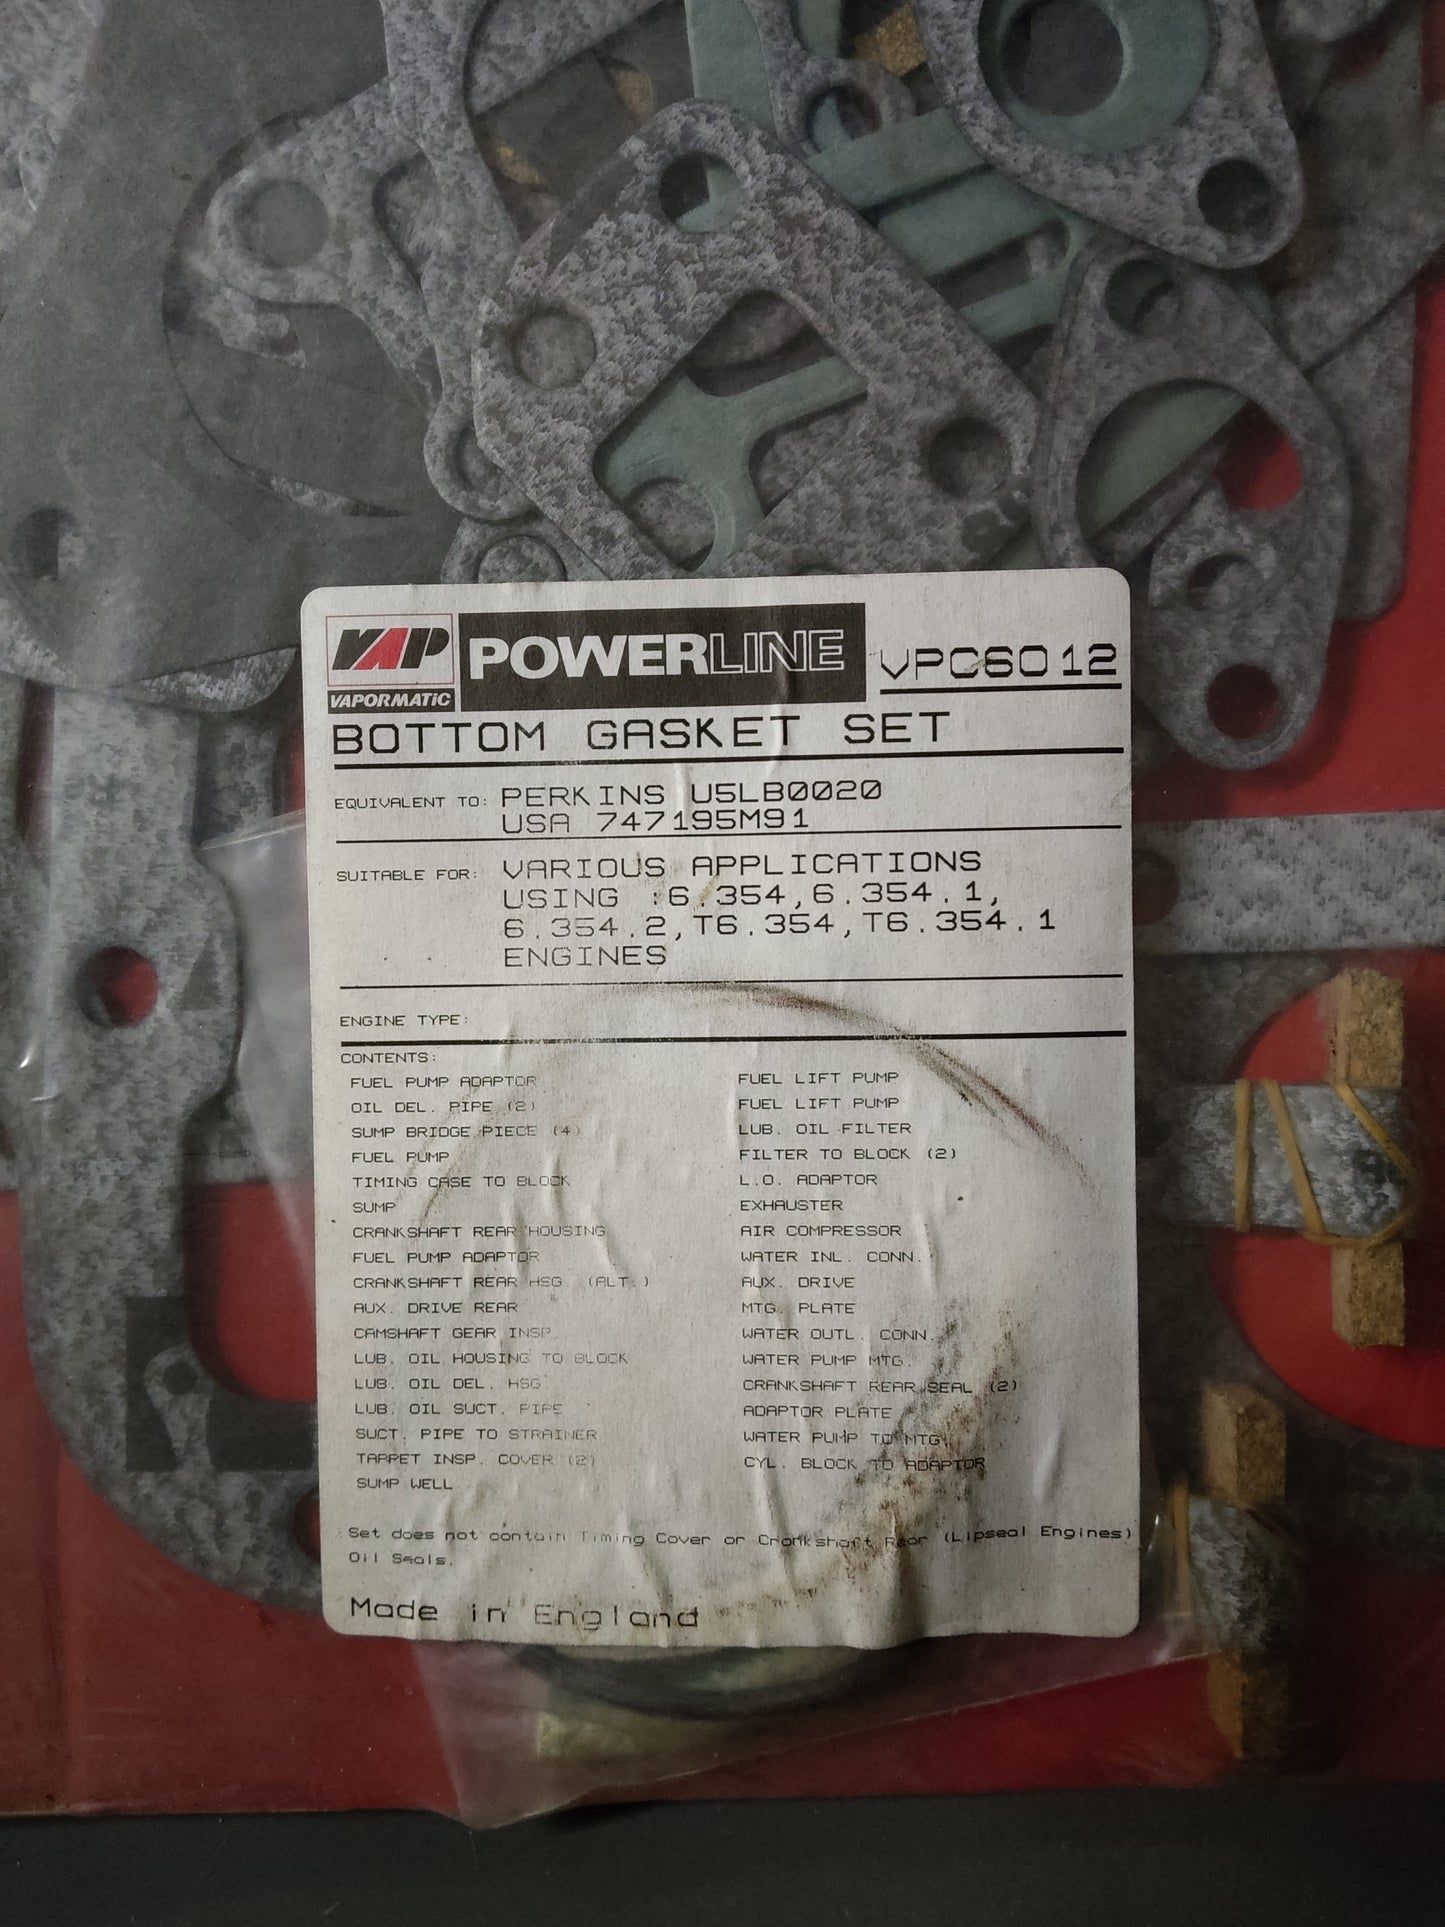 VAP
VAPORMATiC
POWERLINE
VPC6012
BOTTOM GASKET SET
EQUIVALENT TO: PERKINS U5LB0020
USA 747195M91
SUITABLE FOR: VARIOUS APPLICATIONS
USING :6.354,6.354.1,
6.354.2,T6.354,T6.354.1
ENGINES
ENGINE TYPE:
CONTENTS:
FUEL PUMP ADAPTOR
OIL DEL. PIPE (2)
SUMP BRIDGE PIECE (4)
FUEL PUMP
TIMING CASE TO BLOCK
SUMP
CRANKSHAFT REAR HOUSING
FUEL PUMP ADAPTOR
CRANKSHAFT REAR HSG (ALT.)
AUX. DRIVE REAR
CAMSHAFT GEAR INSP.
LUB. OIL HOUSING TO BLOCK
LUB. OIL DEL. HSG
LUB. OIL SUCT. PIPE
SUCT. PIPE TO STRAINER
TAPPET INSP. COVER (2)
SUMP WELL
FUEL LIFT PUMP
FUEL LIFT PUMP
LUB. OIL FILTER
FILTER TO BLOCK (2)
L.O. ADAPTOR
EXHAUSTER
AIR COMPRESSOR
WATER INL. CONN.
AUX. DRIVE
MTG. PLATE
WATER OUTL. CONN.
WATER PUMP MTG.
CRANKSHAFT REAR SEAL (2)
ADAPTOR PLATE
WATER PUMP TO MTG.
CYL. BLOCK TO ADAPTOR
Set does not contain Timing Cover or Crankshaft Rear (Lipseal Engines)
Oil Seals.
Made in England